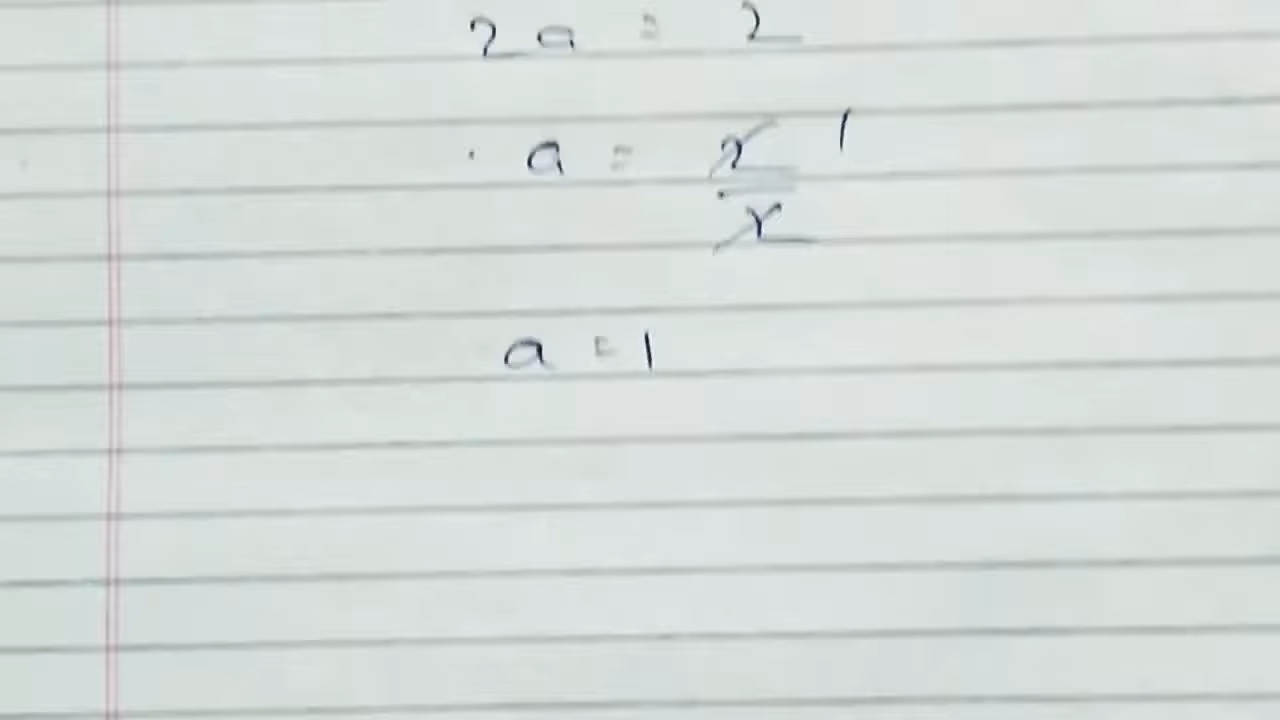 2a = 2
a = 2/2 1
a = 1